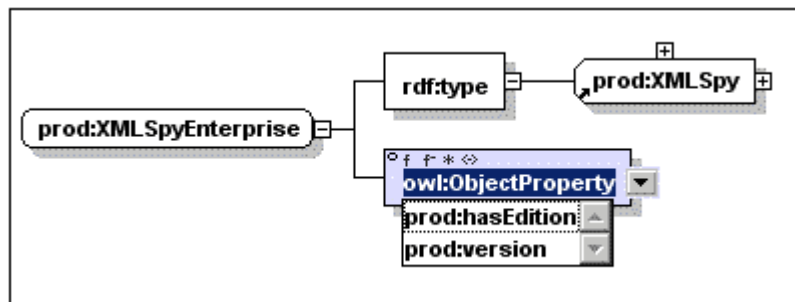 rdf:type
prod:XMLSpy
prod:XMLSpyEnterprise
f f- * <>
owl:ObjectProperty
prod:hasEdition
prod:version